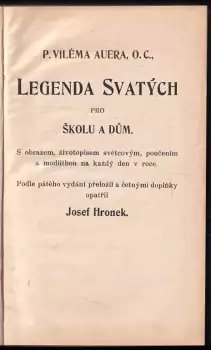 P. VILÉMA AUERA, O. C.,
LEGENDA SVATÝCH
PRO
ŠKOLU A DŮM.
S obrazem, životopisem světcovým, poučením
a modlitbou na každý den v roce.
Podle pátého vydání přeložil a četnými doplňky
opatřil
Josef Hronek.